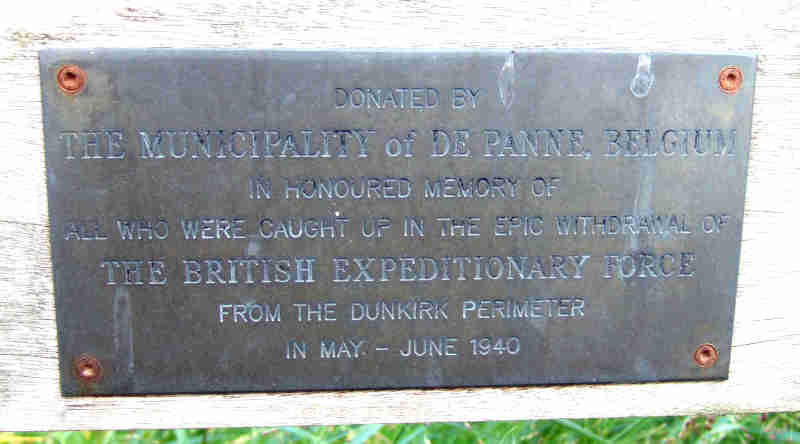 DONATED BY
THE MUNICIPALITY of DE PANNE, BELGIUM
IN HONOURED MEMORY OF
ALL WHO WERE CAUGHT UP IN THE EPIC WITHDRAWAL OF
THE BRITISH EXPEDITIONARY FORCE
FROM THE DUNKIRK PERIMETER
IN MAY - JUNE 1940